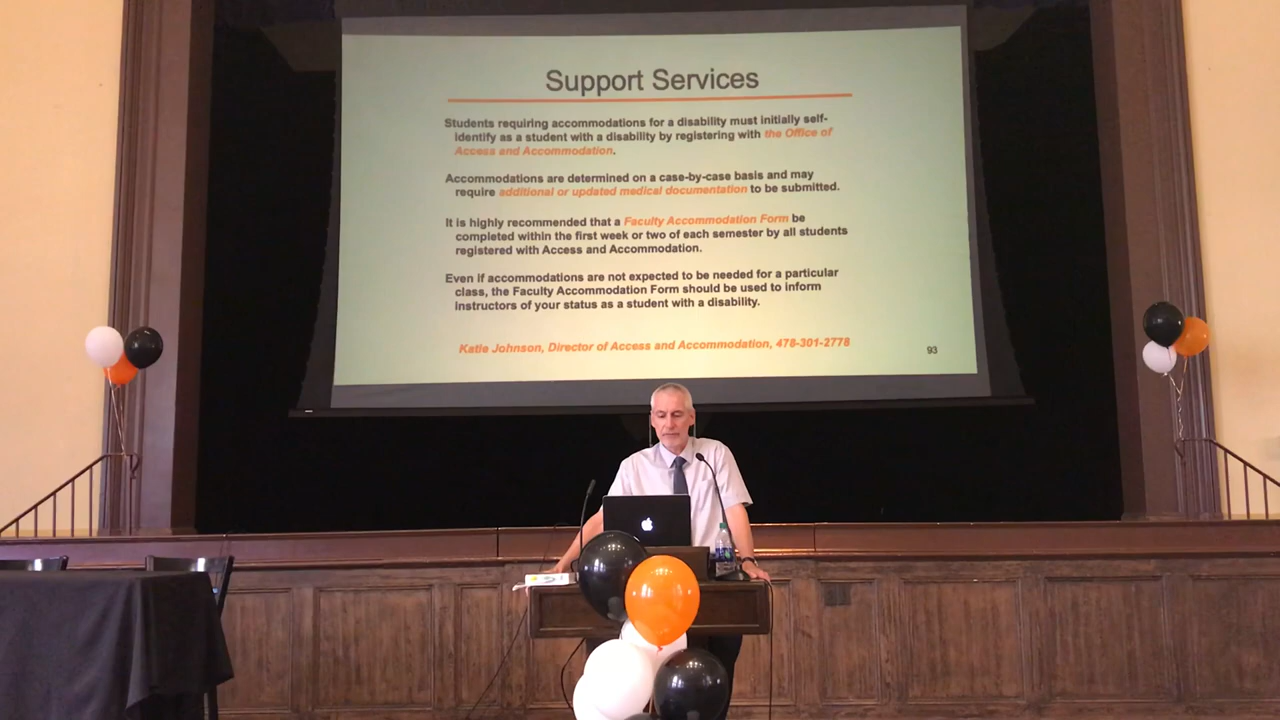 Support Services
Students requiring accommodations for a disability must initially self-
identify as a student with a disability by registering with the Office of
Access and Accommodation.
Accommodations are determined on a case-by-case basis and may
require additional or updated medical documentation to be submitted.
It is highly recommended that a Faculty Accommodation Form be
completed within the first week or two of each semester by all students
registered with Access and Accommodation.
Even if accommodations are not expected to be needed for a particular
class, the Faculty Accommodation Form should be used to inform
instructors of your status as a student with a disability.
Katie Johnson, Director of Access and Accommodation, 478-301-2778
93